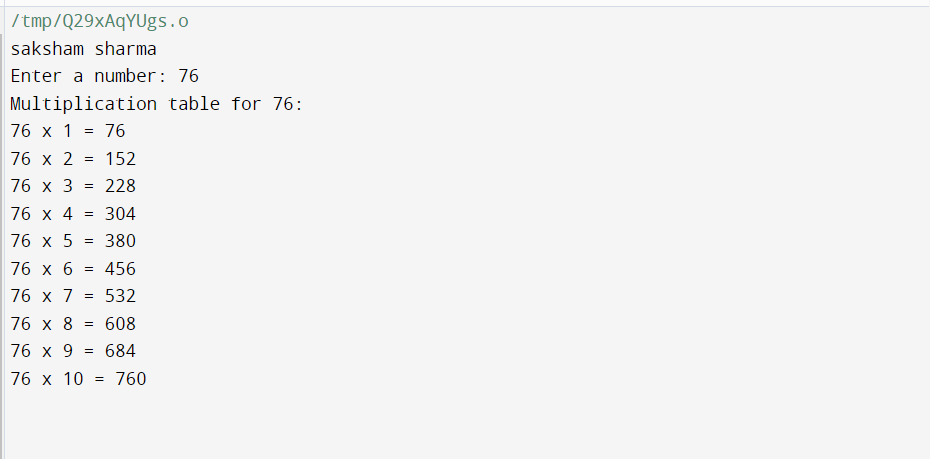 /tmp/Q29xAqYUgs.o
saksham sharma
Enter a number: 76
Multiplication table for 76:
76 x 1 = 76
76 x 2 = 152
76 x 3 = 228
76 x 4 = 304
76 x 5 = 380
76 x 6 = 456
76 x 7 = 532
76 x 8 = 608
76 x 9 = 684
76 x 10 = 760